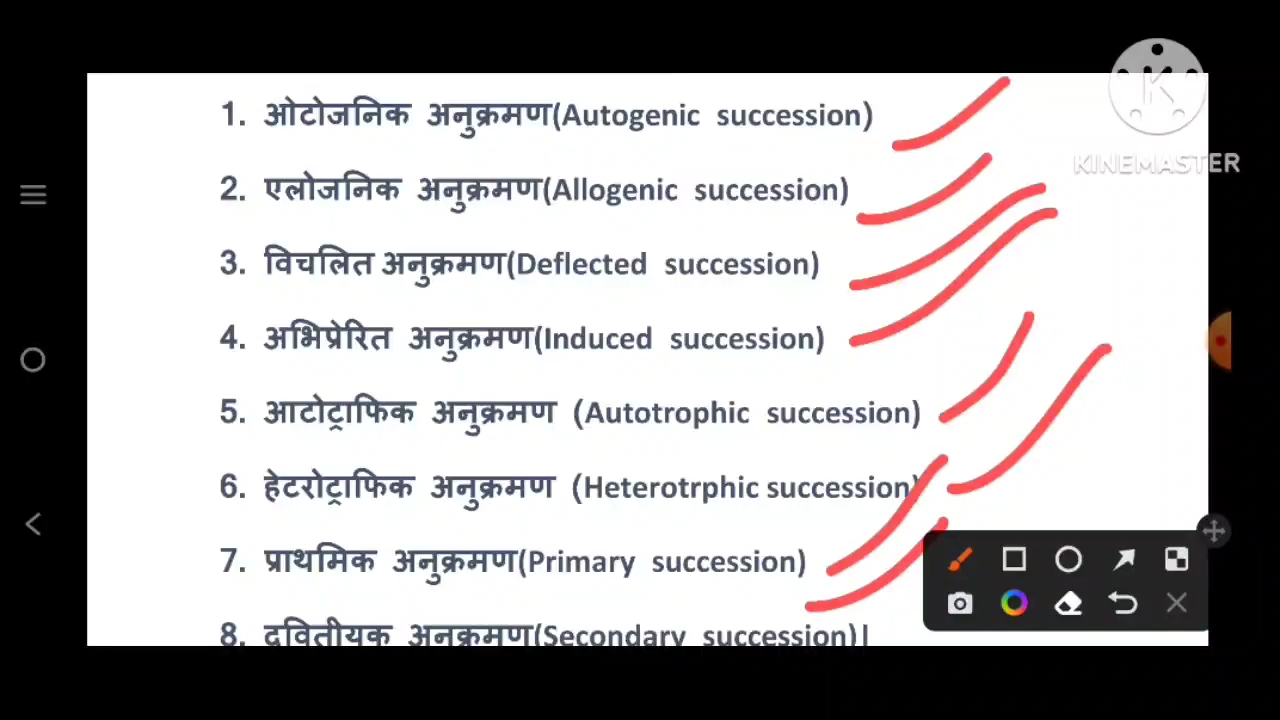 1. ओटोजनिक अनुक्रमण(Autogenic succession)
KINEMASTER
2. एलोजनिक अनुक्रमण(Allogenic succession)
3. विचलित अनुक्रमण(Deflected succession)
4. अभिप्रेरित अनुक्रमण(Induced succession)
5. आटोट्राफिक अनुक्रमण (Autotrophic succession)
6. हेटरोट्राफिक अनुक्रमण (Heterotrphic succession)
7. प्राथमिक अनुक्रमण(Primary succession)
8. दवितीयक अनुक्रमण(Secondary succession)|